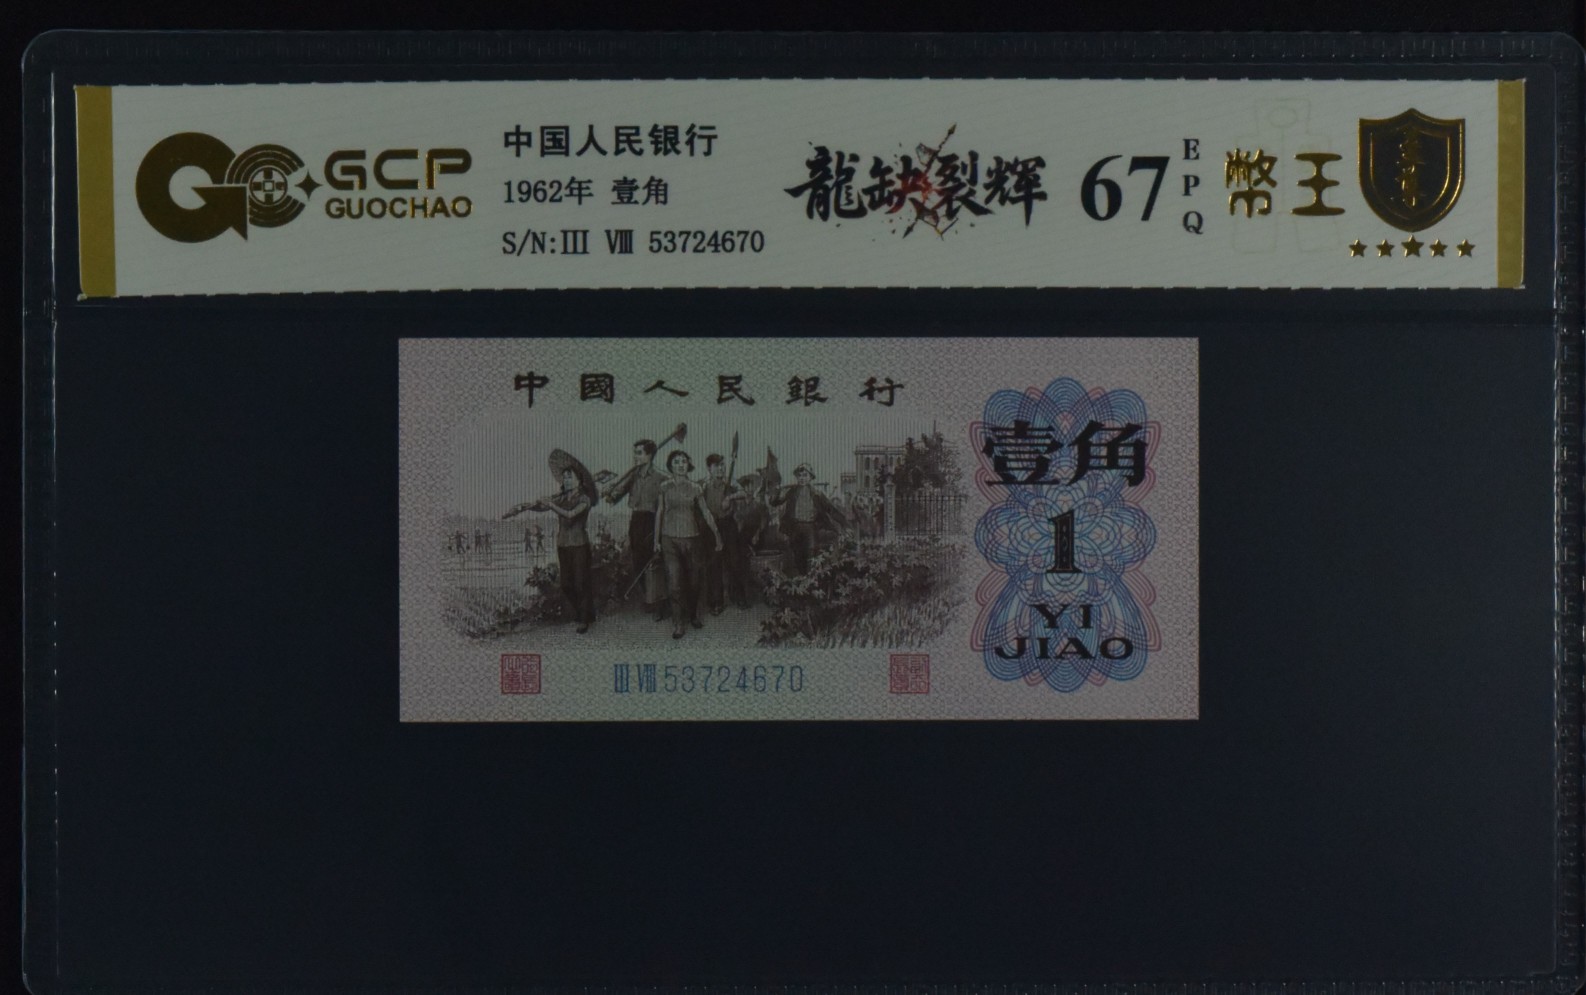 GCP
GUOCHAO
中国人民银行
1962年 壹角
S/N:Ⅲ Ⅷ 53724670
龍缺裂輝
67
EPQ
幣王
中國人民銀行
壹角
1
YI
JIAO
Ⅲ Ⅷ 53724670